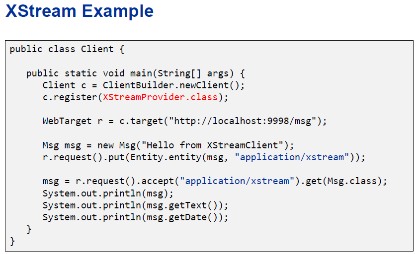 XStream Example
public class Client {
public static void main(String[] args) {
Client c = ClientBuilder.newClient();
c.register(XStreamProvider.class);
WebTarget r = c.target("http://localhost:9998/msg");
Msg msg = new Msg("Hello from XStreamClient");
r.request().put(Entity.entity(msg, "application/xstream"));
msg = r.request().accept("application/xstream").get(Msg.class);
System.out.println(msg);
System.out.println(msg.getText());
System.out.println(msg.getDate());
}
}